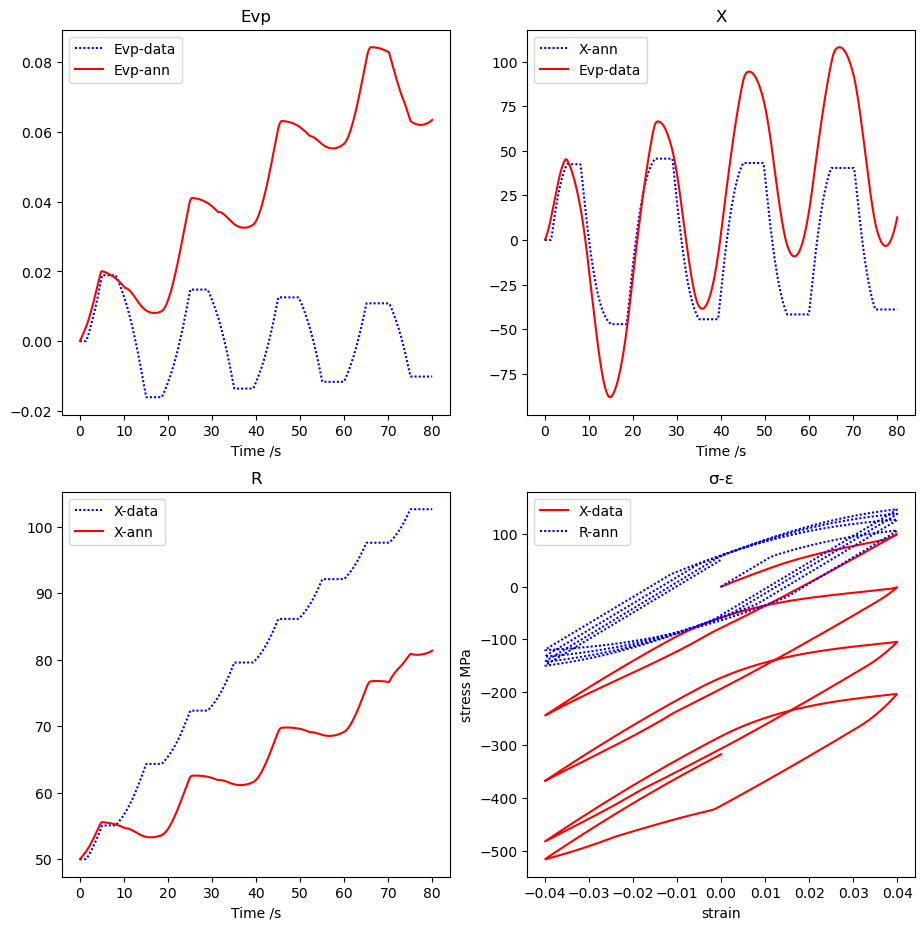 Evp
Evp-data
Evp-ann
0.08
0.06
0.04
0.02
0.00
−0.02
0 10 20 30 40 50 60 70 80
Time /s
X
X-ann
Evp-data
100
75
50
25
0
−25
−50
−75
0 10 20 30 40 50 60 70 80
Time /s
R
X-data
X-ann
100
90
80
70
60
50
0 10 20 30 40 50 60 70 80
Time /s
σ-ε
X-data
R-ann
100
0
−100
−200
−300
−400
−500
stress MPa
−0.04 −0.03 −0.02 −0.01 0.00 0.01 0.02 0.03 0.04
strain